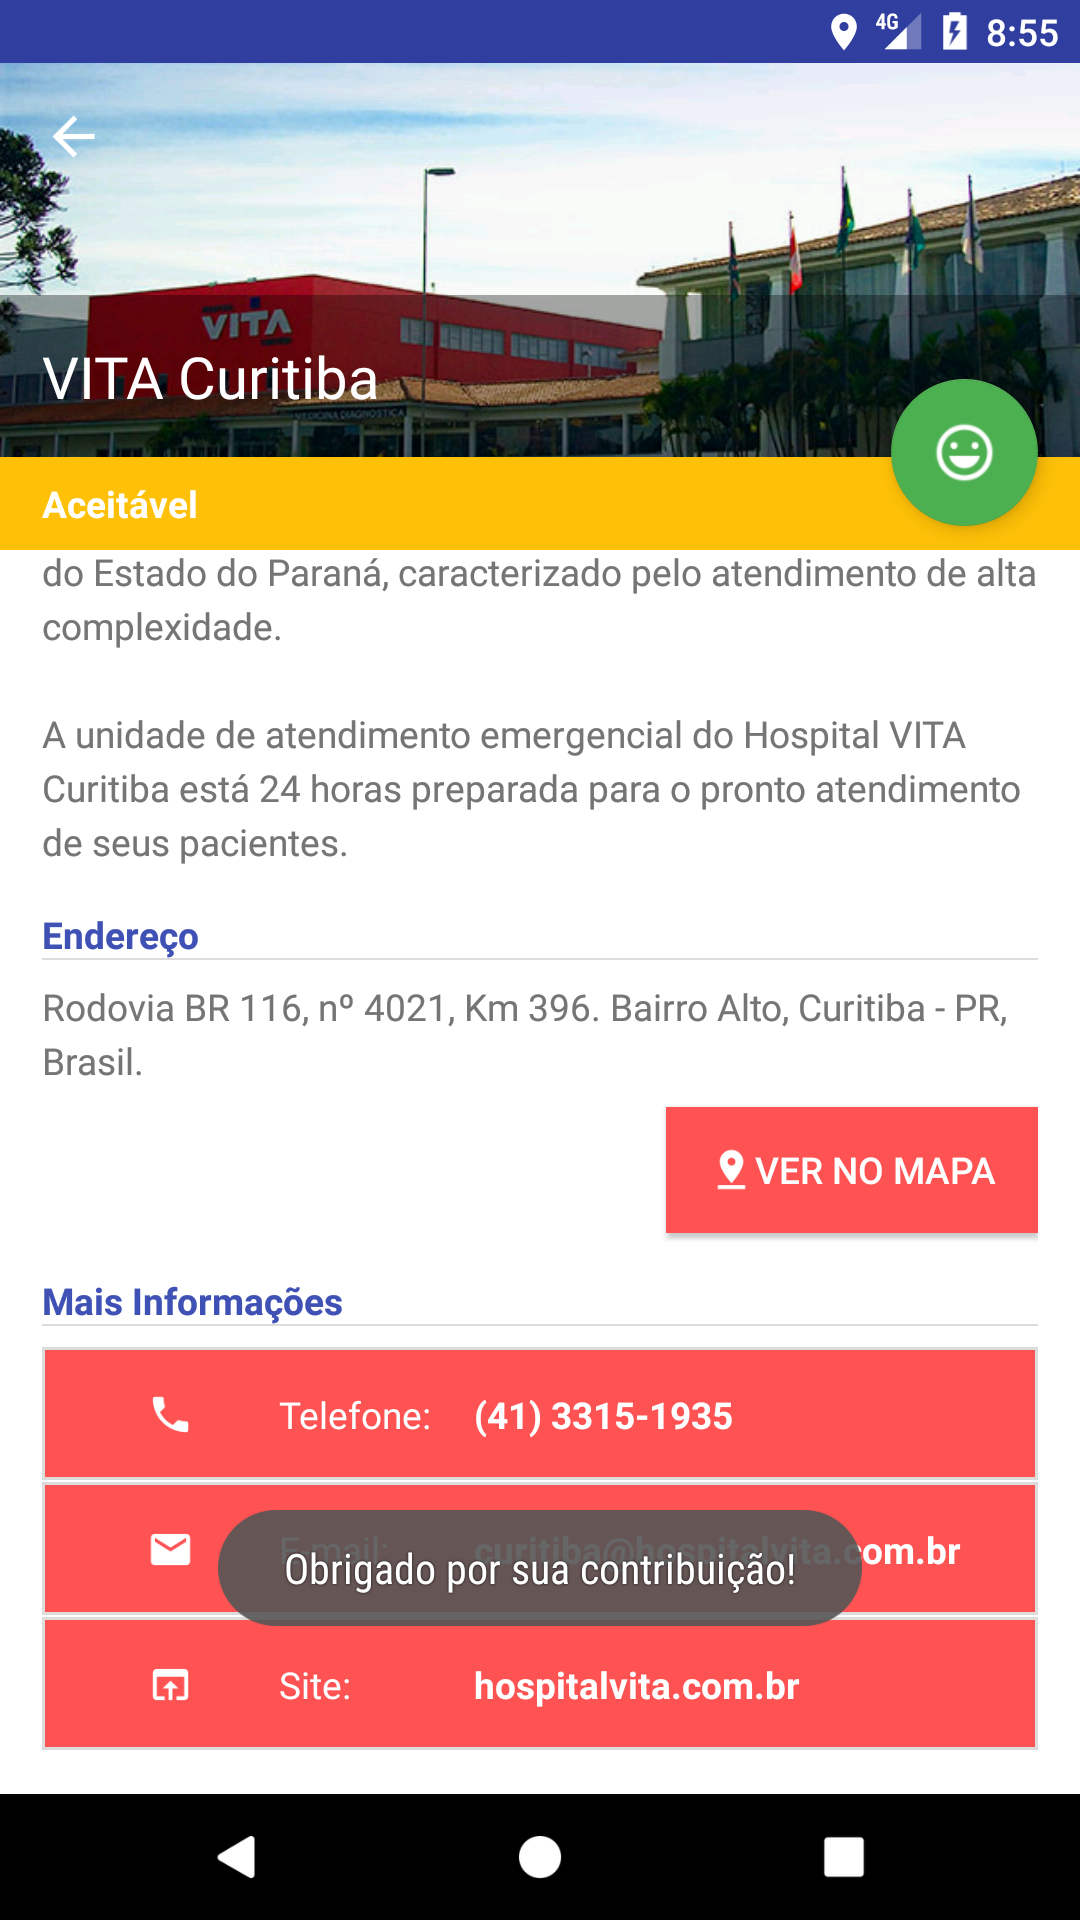 4G 8:55
VITA
VITA Curitiba
MEDICINA DIAGNÓSTICA
Aceitável
do Estado do Paraná, caracterizado pelo atendimento de alta
complexidade.
A unidade de atendimento emergencial do Hospital VITA
Curitiba está 24 horas preparada para o pronto atendimento
de seus pacientes.
Endereço
Rodovia BR 116, nº 4021, Km 396. Bairro Alto, Curitiba - PR,
Brasil.
VER NO MAPA
Mais Informações
Telefone: (41) 3315-1935
E-mail: curitiba@hospitalvita.com.br
Obrigado por sua contribuição!
Site: hospitalvita.com.br